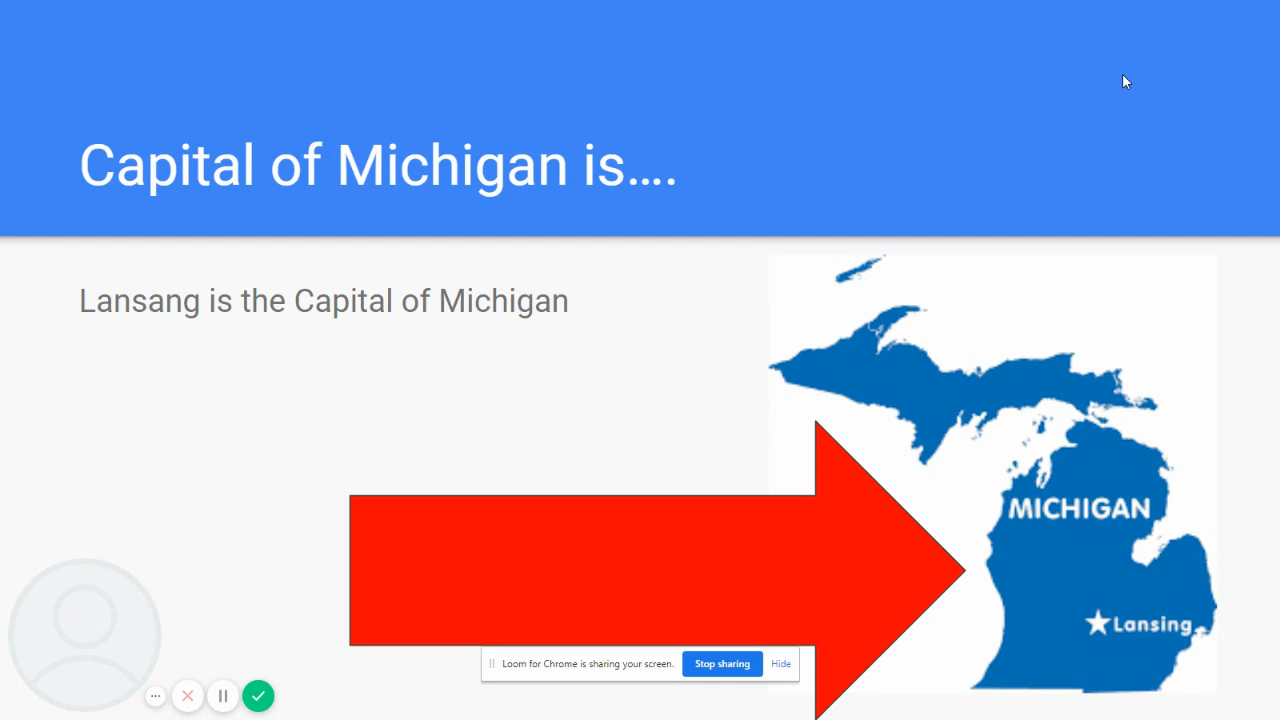 Capital of Michigan is....
Lansang is the Capital of Michigan
MICHIGAN
Lansing
Loom for Chrome is sharing your screen. Stop sharing Hide